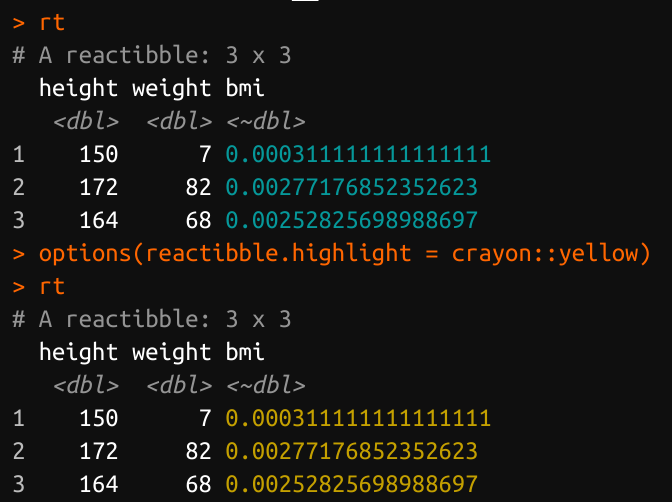 > rt
# A reactibble: 3 x 3
  height weight bmi
   <dbl>  <dbl> <~dbl>
1    150      7 0.000311111111111111
2    172     82 0.00277176852352623
3    164     68 0.00252825698988697
> options(reactibble.highlight = crayon::yellow)
> rt
# A reactibble: 3 x 3
  height weight bmi
   <dbl>  <dbl> <~dbl>
1    150      7 0.000311111111111111
2    172     82 0.00277176852352623
3    164     68 0.00252825698988697